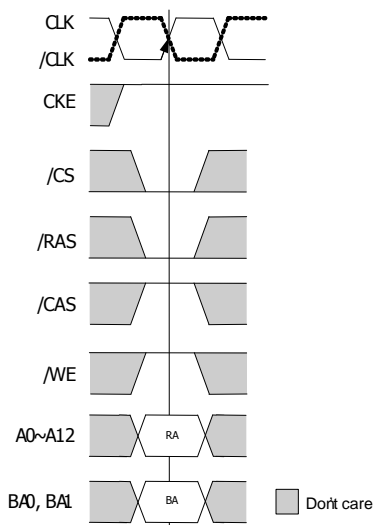 CLK
/CLK
CKE
/CS
/RAS
/CAS
/WE
A0~A12
RA
BA0, BA1
BA
Don't care